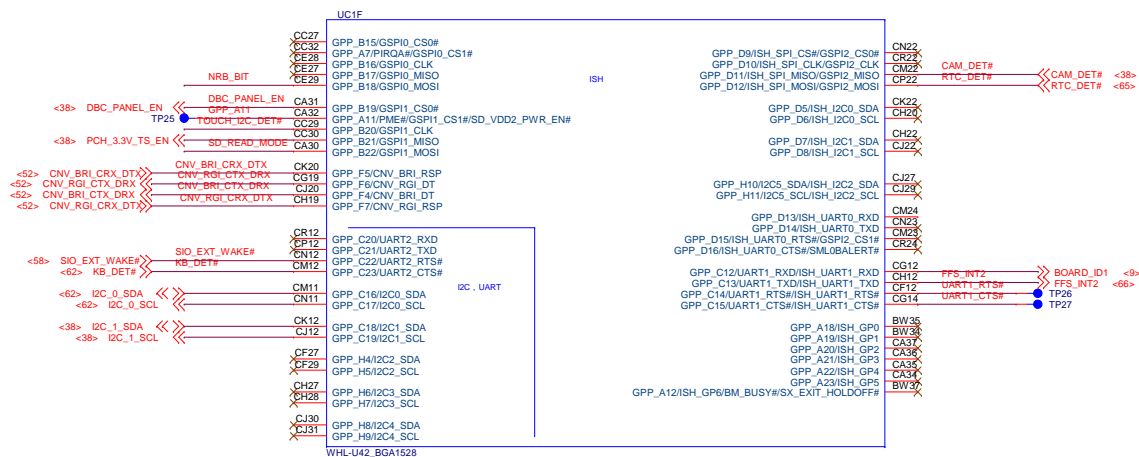 UC1F
CC27 GPP_B15/GSPI0_CS0#
CC32 GPP_A7/PIRQA#/GSPI0_CS1#
CE28 GPP_B16/GSPI0_CLK
CE27 GPP_B17/GSPI0_MISO
NRB_BIT CE29 GPP_B18/GSPI0_MOSI
<38> DBC_PANEL_EN DBC_PANEL_EN CA31 GPP_B19/GSPI1_CS0#
TP25 GPP_A11 CA32 GPP_A11/PME#/GSPI1_CS1#/SD_VDD2_PWR_EN#
TOUCH_I2C_DET# CC29 GPP_B20/GSPI1_CLK
<38> PCH_3.3V_TS_EN CC30 GPP_B21/GSPI1_MISO
SD_READ_MODE CA30 GPP_B22/GSPI1_MOSI
<52> CNV_BRI_CRX_DTX CNV_BRI_CRX_DTX CK20 GPP_F5/CNV_BRI_RSP
<52> CNV_RGI_CTX_DRX CNV_RGI_CTX_DRX CG19 GPP_F6/CNV_RGI_DT
<52> CNV_BRI_CTX_DRX CNV_BRI_CTX_DRX CJ20 GPP_F4/CNV_BRI_DT
<52> CNV_RGI_CRX_DTX CNV_RGI_CRX_DTX CH19 GPP_F7/CNV_RGI_RSP
CR12 GPP_C20/UART2_RXD
CP12 GPP_C21/UART2_TXD
<58> SIO_EXT_WAKE# SIO_EXT_WAKE# CN12 GPP_C22/UART2_RTS#
<62> KB_DET# KB_DET# CM12 GPP_C23/UART2_CTS#
I2C , UART
<62> I2C_0_SDA CM11 GPP_C16/I2C0_SDA
<62> I2C_0_SCL CN11 GPP_C17/I2C0_SCL
<38> I2C_1_SDA CK12 GPP_C18/I2C1_SDA
<38> I2C_1_SCL CJ12 GPP_C19/I2C1_SCL
CF27 GPP_H4/I2C2_SDA
CF29 GPP_H5/I2C2_SCL
CH27 GPP_H6/I2C3_SDA
CH28 GPP_H7/I2C3_SCL
CJ30 GPP_H8/I2C4_SDA
CJ31 GPP_H9/I2C4_SCL
ISH
GPP_D9/ISH_SPI_CS#/GSPI2_CS0# CN22
GPP_D10/ISH_SPI_CLK/GSPI2_CLK CR22
GPP_D11/ISH_SPI_MISO/GSPI2_MISO CM22 CAM_DET# CAM_DET# <38>
GPP_D12/ISH_SPI_MOSI/GSPI2_MOSI CP22 RTC_DET# RTC_DET# <65>
GPP_D5/ISH_I2C0_SDA CK22
GPP_D6/ISH_I2C0_SCL CH20
GPP_D7/ISH_I2C1_SDA CH22
GPP_D8/ISH_I2C1_SCL CJ22
GPP_H10/I2C5_SDA/ISH_I2C2_SDA CJ27
GPP_H11/I2C5_SCL/ISH_I2C2_SCL CJ29
GPP_D13/ISH_UART0_RXD CM24
GPP_D14/ISH_UART0_TXD CN23
GPP_D15/ISH_UART0_RTS#/GSPI2_CS1# CM23
GPP_D16/ISH_UART0_CTS#/SML0BALERT# CR24
GPP_C12/UART1_RXD/ISH_UART1_RXD CG12 BOARD_ID1 <9>
GPP_C13/UART1_TXD/ISH_UART1_TXD CH12 FFS_INT2 FFS_INT2 <66>
GPP_C14/UART1_RTS#/ISH_UART1_RTS# CF12 UART1_RTS# TP26
GPP_C15/UART1_CTS#/ISH_UART1_CTS# CG14 UART1_CTS# TP27
GPP_A18/ISH_GP0 BW35
GPP_A19/ISH_GP1 BW34
GPP_A20/ISH_GP2 CA37
GPP_A21/ISH_GP3 CA36
GPP_A22/ISH_GP4 CA35
GPP_A23/ISH_GP5 CA34
GPP_A12/ISH_GP6/BM_BUSY#/SX_EXIT_HOLDOFF# BW37
WHL-U42_BGA1528